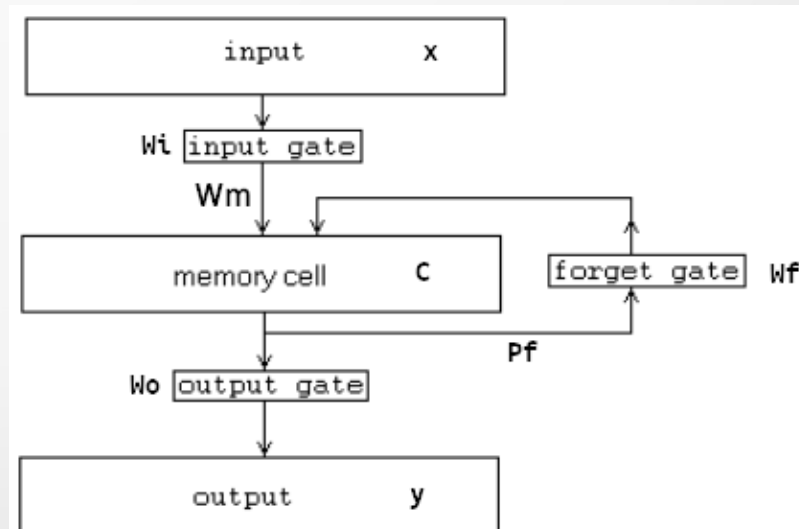 input x
Wi input gate
Wm
memory cell C
forget gate Wf
Pf
Wo output gate
output y